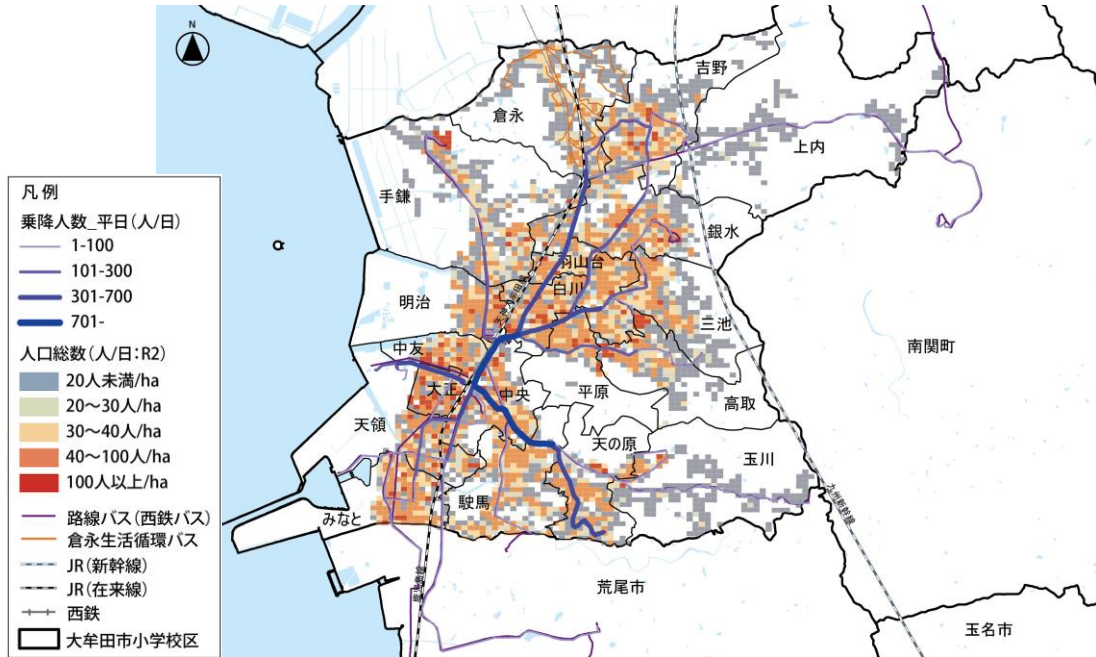 N
吉野
倉永
上内
手鎌
銀水
羽山台
白川
明治
三池
南関町
中友
大正
中央
平原
高取
天領
天の原
玉川
駛馬
みなと
九州新幹線
荒尾市
玉名市
凡例
乗降人数_平日(人/日)
1-100
101-300
301-700
701-
人口総数(人/日:R2)
20人未満/ha
20～30人/ha
30～40人/ha
40～100人/ha
100人以上/ha
路線バス(西鉄バス)
倉永生活循環バス
JR(新幹線)
JR(在来線)
西鉄
大牟田市小学校区